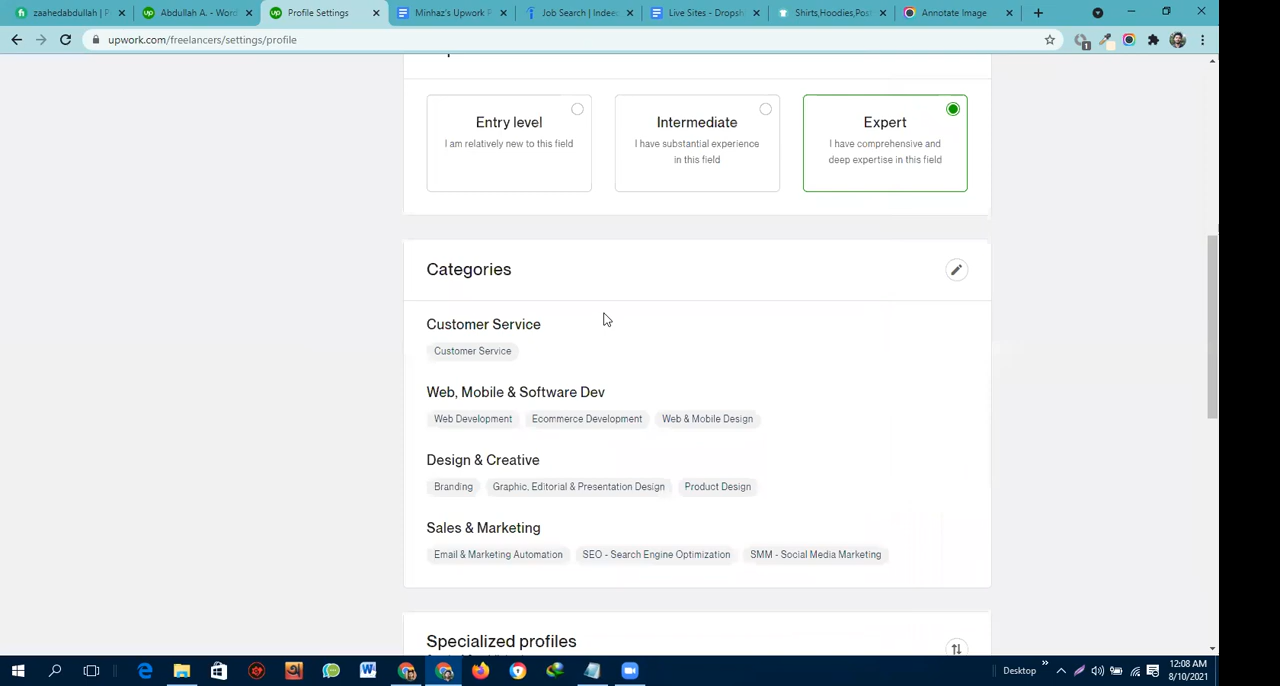 zaahedabdullah | P
Abdullah A. - Word
Profile Settings
Minhaz's Upwork P
Job Search | Indee
Live Sites - Dropsh
Shirts,Hoodies,Pos
Annotate Image
upwork.com/freelancers/settings/profile
1
Entry level
I am relatively new to this field
Intermediate
I have substantial experience
in this field
Expert
I have comprehensive and
deep expertise in this field
Categories
Customer Service
Customer Service
Web, Mobile & Software Dev
Web Development Ecommerce Development Web & Mobile Design
Design & Creative
Branding Graphic, Editorial & Presentation Design Product Design
Sales & Marketing
Email & Marketing Automation SEO - Search Engine Optimization SMM - Social Media Marketing
Specialized profiles
Desktop
12:08 AM
8/10/2021